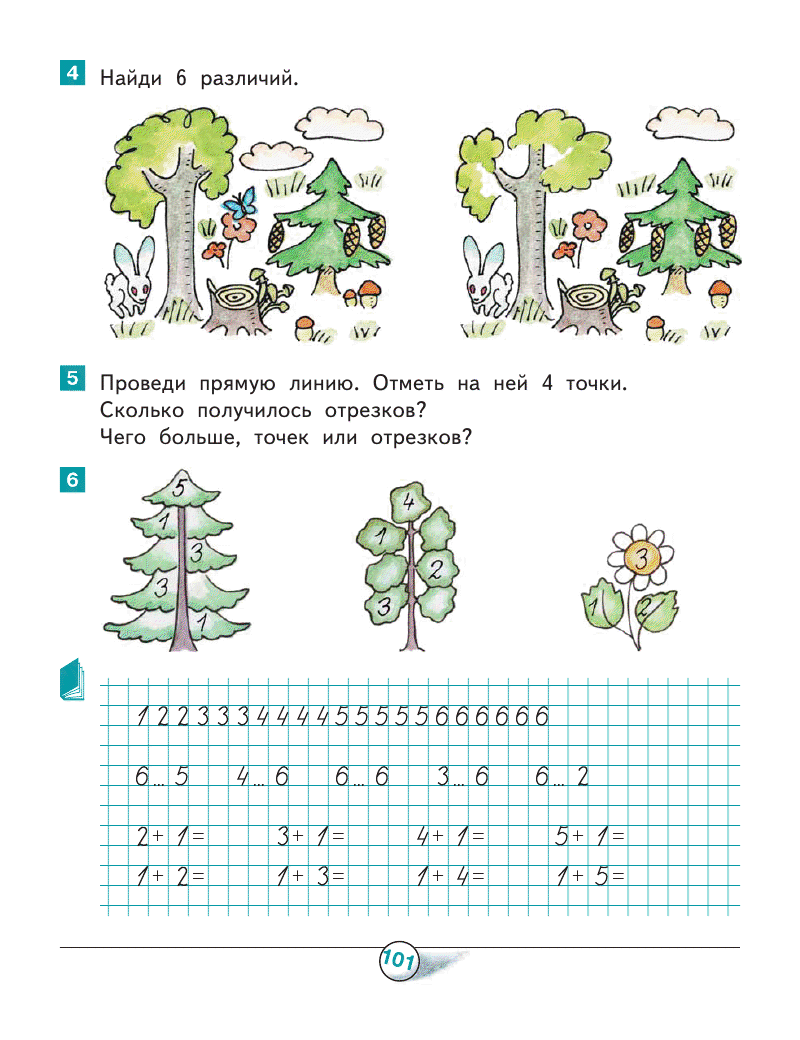 4 Найди 6 различий.
5 Проведи прямую линию. Отметь на ней 4 точки.
Сколько получилось отрезков?
Чего больше, точек или отрезков?
6
5
1
3
3
1
4
1
2
3
3
1 2
1 2 2 3 3 3 4 4 4 4 5 5 5 5 5 6 6 6 6 6 6
6 ... 5 4 ... 6 6 ... 6 3 ... 6 6 ... 2
2 + 1 = 3 + 1 = 4 + 1 = 5 + 1 =
1 + 2 = 1 + 3 = 1 + 4 = 1 + 5 =
101